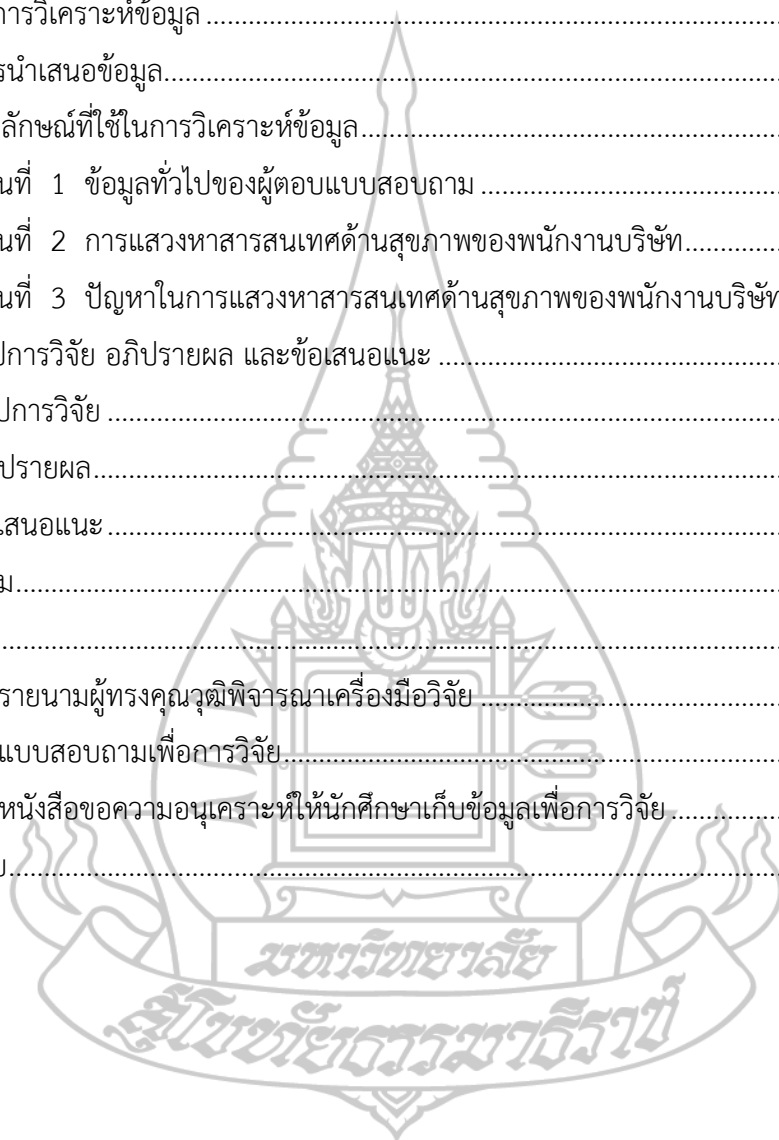 การวิเคราะห์ข้อมูล ................................................................
รนำเสนอข้อมูล................................................................
ลักษณ์ที่ใช้ในการวิเคราะห์ข้อมูล................................................
นที่ 1 ข้อมูลทั่วไปของผู้ตอบแบบสอบถาม ................................
นที่ 2 การแสวงหาสารสนเทศด้านสุขภาพของพนักงานบริษัท.............
นที่ 3 ปัญหาในการแสวงหาสารสนเทศด้านสุขภาพของพนักงานบริษัท
ปการวิจัย อภิปรายผล และข้อเสนอแนะ ........................................
ปการวิจัย ................................................................
ปรายผล................................................................
เสนอแนะ ................................................................
ม................................................................
................................................................
รายนามผู้ทรงคุณวุฒิพิจารณาเครื่องมือวิจัย ................................
แบบสอบถามเพื่อการวิจัย................................................
หนังสือขอความอนุเคราะห์ให้นักศึกษาเก็บข้อมูลเพื่อการวิจัย .............
ย................................................................
มหาวิทยาลัย
สุโขทัยธรรมาธิราช